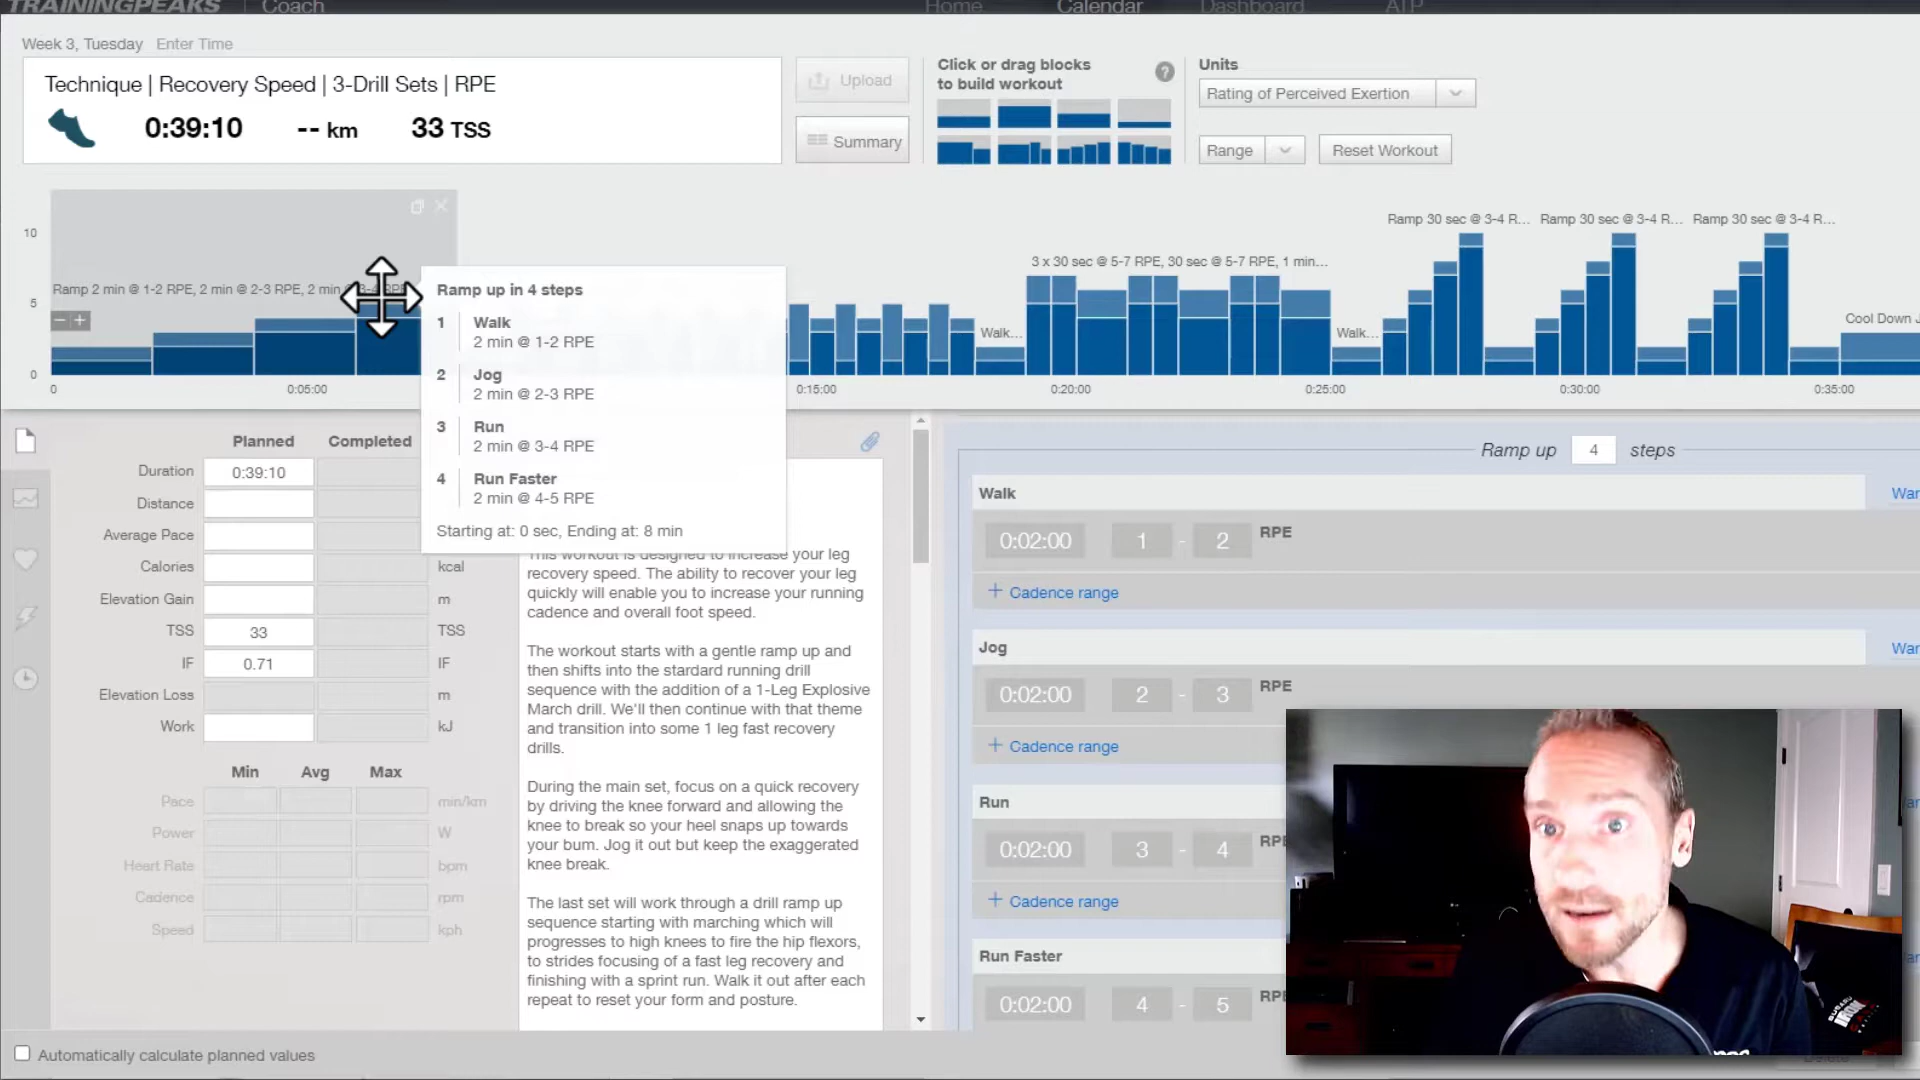 TRAININGPEAKS Coach
Home Calendar Dashboard ATP
Week 3, Tuesday Enter Time
Technique | Recovery Speed | 3-Drill Sets | RPE
0:39:10 -- km 33 TSS
Upload
Summary
Click or drag blocks
to build workout
?
Units
Rating of Perceived Exertion
Range
Reset Workout
10
5
0
Ramp 2 min @ 1-2 RPE, 2 min @ 2-3 RPE, 2 min @ 3-4 RPE
3 x 30 sec @ 5-7 RPE, 30 sec @ 5-7 RPE, 1 min...
Ramp 30 sec @ 3-4 R...
Ramp 30 sec @ 3-4 R...
Ramp 30 sec @ 3-4 R...
Walk...
Walk...
Cool Down J
0
0:05:00
0:15:00
0:20:00
0:25:00
0:30:00
0:35:00
Ramp up in 4 steps
1 Walk
2 min @ 1-2 RPE
2 Jog
2 min @ 2-3 RPE
3 Run
2 min @ 3-4 RPE
4 Run Faster
2 min @ 4-5 RPE
Starting at: 0 sec, Ending at: 8 min
Planned Completed
Duration 0:39:10
Distance
Average Pace
Calories kcal
Elevation Gain m
TSS 33 TSS
IF 0.71 IF
Elevation Loss m
Work kJ
Min Avg Max
Pace min/km
Power W
Heart Rate bpm
Cadence rpm
Speed kph
This workout is designed to increase your leg
recovery speed. The ability to recover your leg
quickly will enable you to increase your running
cadence and overall foot speed.
The workout starts with a gentle ramp up and
then shifts into the stardard running drill
sequence with the addition of a 1-Leg Explosive
March drill. We'll then continue with that theme
and transition into some 1 leg fast recovery
drills.
During the main set, focus on a quick recovery
by driving the knee forward and allowing the
knee to break so your heel snaps up towards
your bum. Jog it out but keep the exaggerated
knee break.
The last set will work through a drill ramp up
sequence starting with marching which will
progresses to high knees to fire the hip flexors,
to strides focusing of a fast leg recovery and
finishing with a sprint run. Walk it out after each
repeat to reset your form and posture.
Ramp up 4 steps
Walk War
0:02:00 1 - 2 RPE
+ Cadence range
Jog War
0:02:00 2 - 3 RPE
+ Cadence range
Run
0:02:00 3 - 4 RPE
+ Cadence range
Run Faster
0:02:00 4 - 5 RPE
Automatically calculate planned values